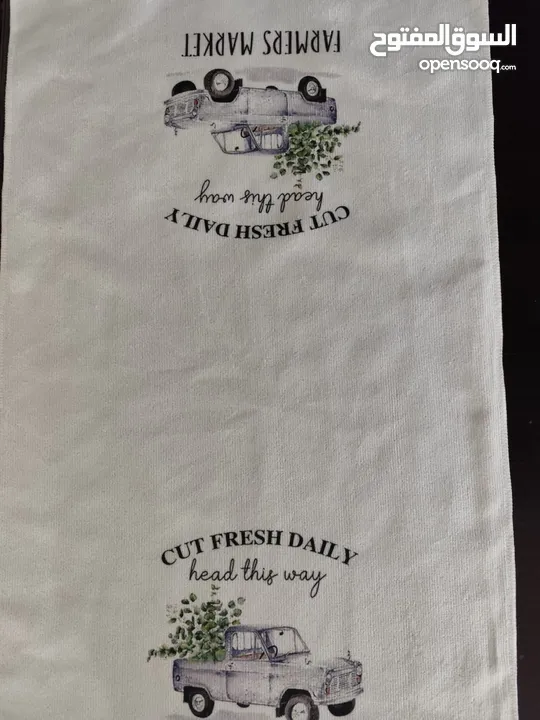 السوق المفتوح
opensooq.com
FARMERS MARKET
head this way
CUT FRESH DAILY
CUT FRESH DAILY
head this way